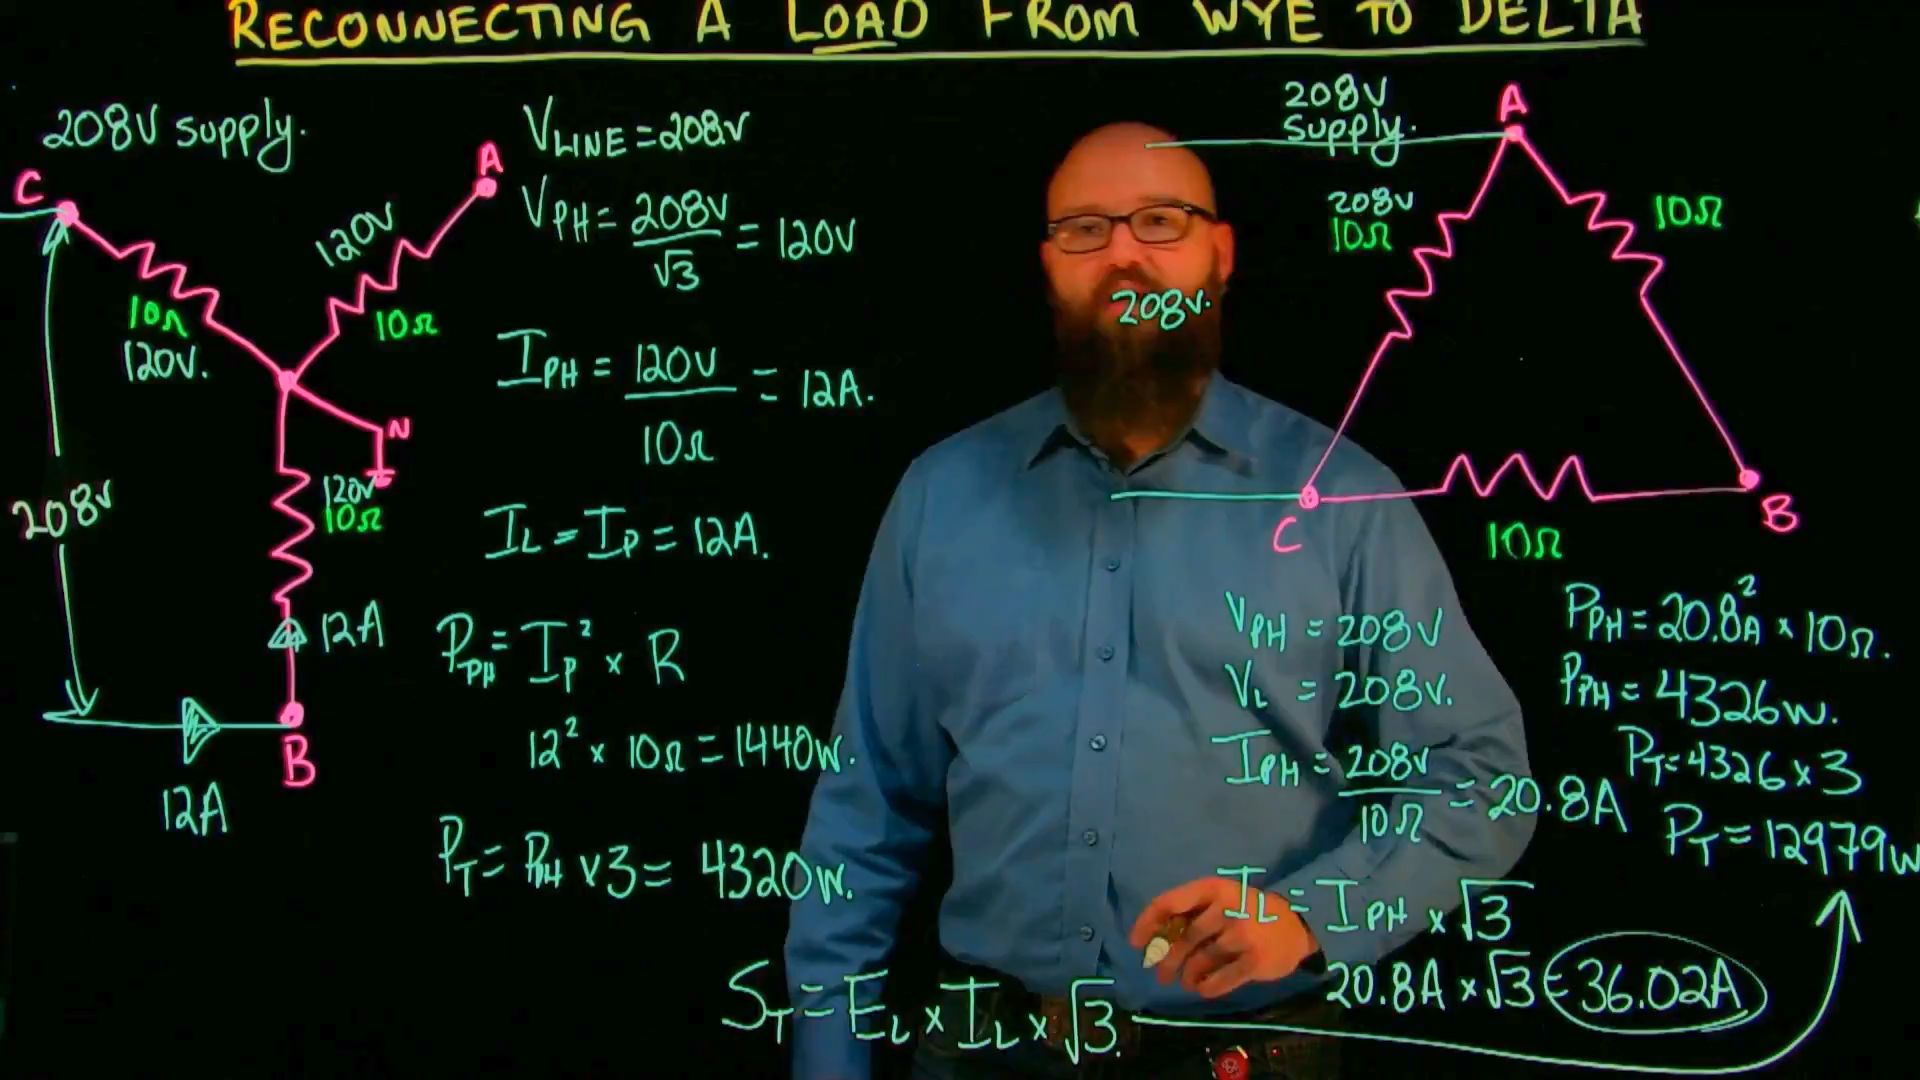 RECONNECTING A LOAD FROM WYE TO DELTA
208V supply.
C
A
120V
10Ω
120V.
10Ω
N
120V
10Ω
208V
12A
B
12A
VLINE = 208V
VPH = 208V/√3 = 120V
IPH = 120V/10Ω = 12A.
IL = IP = 12A.
PPH = IP² × R
12² × 10Ω = 1440W.
PT = PPH × 3 = 4320W.
ST = EL × IL × √3.
208V
supply.
A
208V
10Ω
10Ω
208V.
C
B
10Ω
VPH = 208V
VL = 208V.
IPH = 208V/10Ω = 20.8A
IL = IPH × √3
20.8A × √3 = 36.02A
PPH = 20.8A² × 10Ω.
PPH = 4326W.
PT = 4326 × 3
PT = 12979W